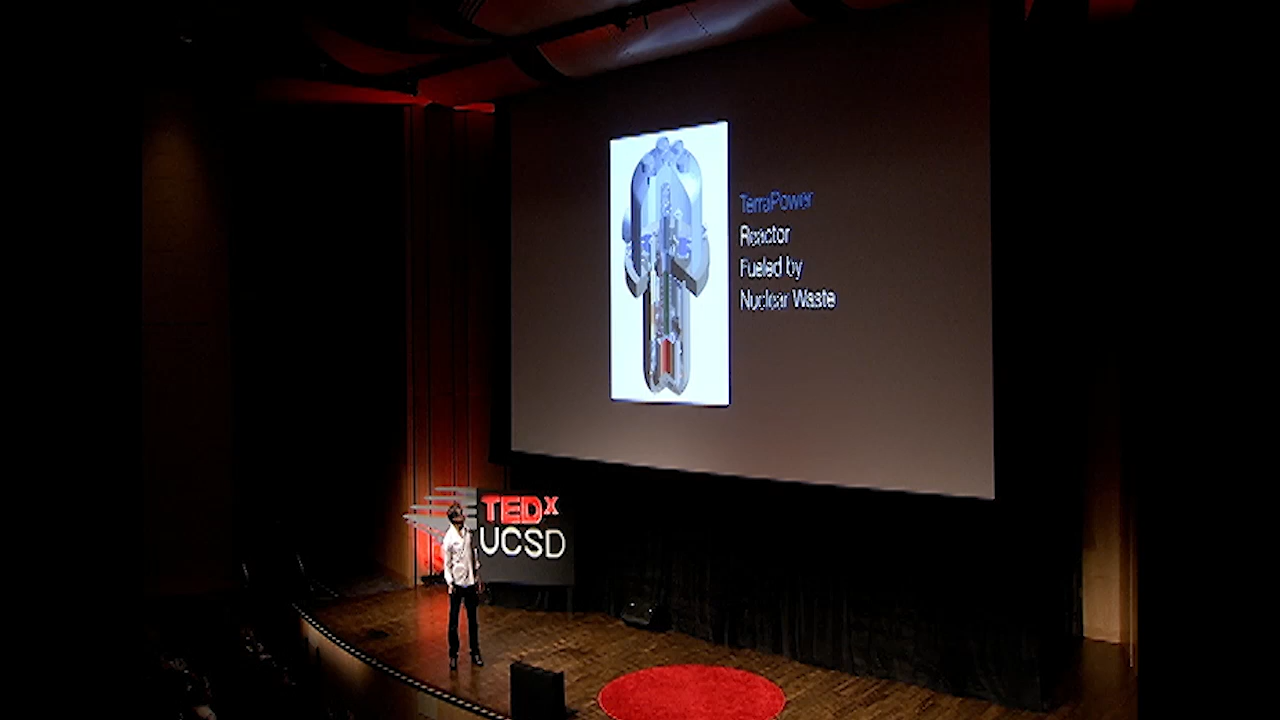 TerraPower
Reactor
Fueled by
Nuclear Waste
TEDx
UCSD